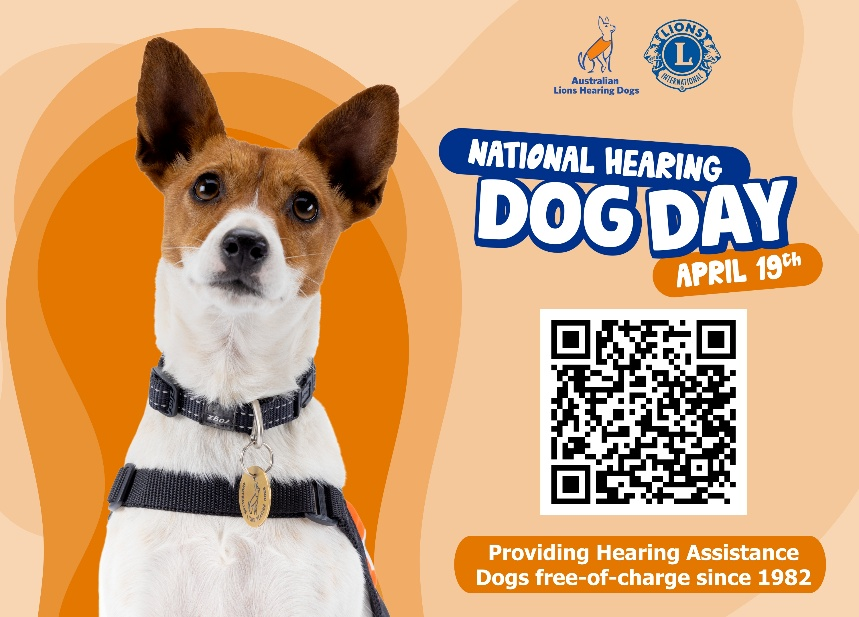 Australian
Lions Hearing Dogs
LIONS
L
INTERNATIONAL
NATIONAL HEARING
DOG DAY
APRIL 19th
Providing Hearing Assistance
Dogs free-of-charge since 1982